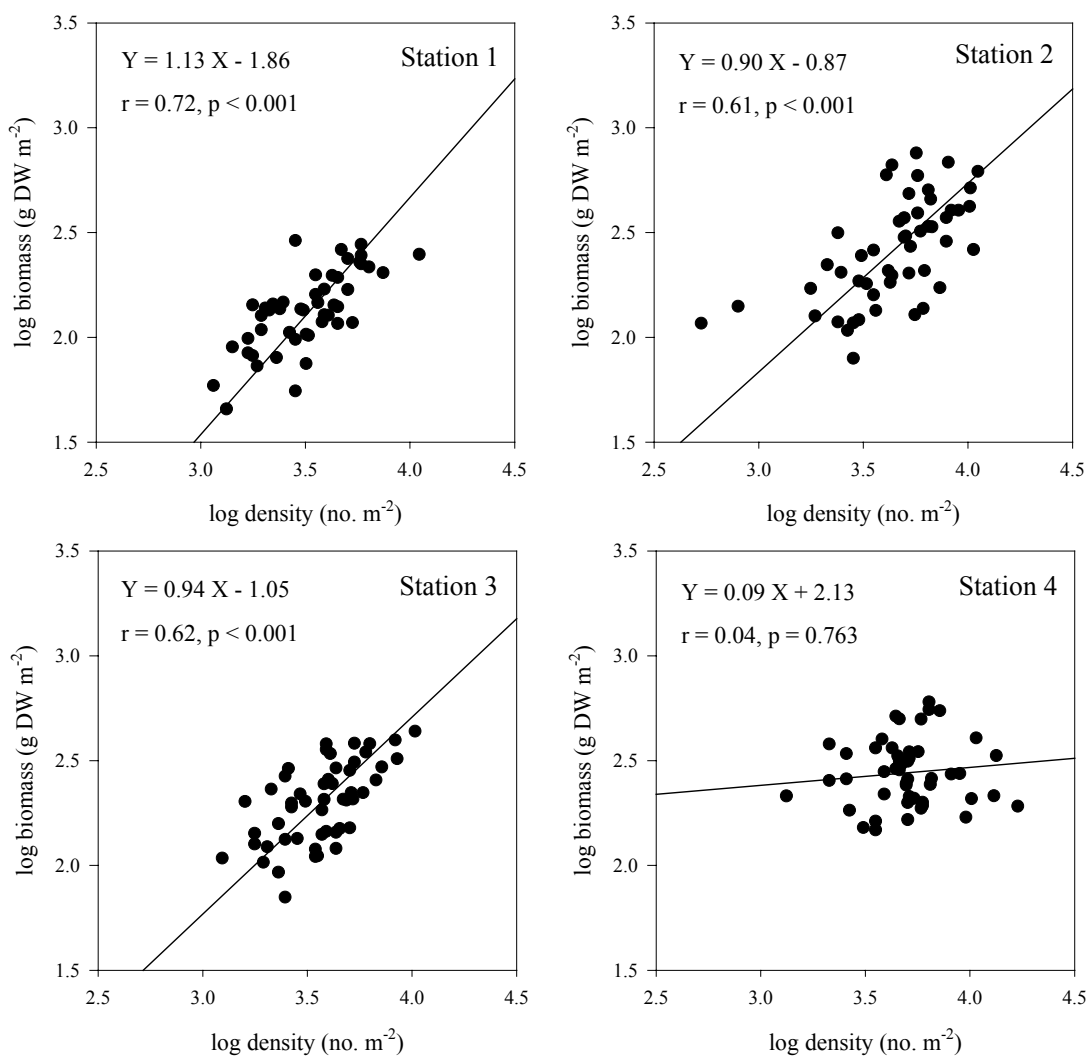 3.5
Y = 1.13 X - 1.86
Station 1
r = 0.72, p < 0.001
3.0
2.5
2.0
1.5
log biomass (g DW m⁻²)
2.5 3.0 3.5 4.0 4.5
log density (no. m⁻²)
3.5
Y = 0.90 X - 0.87
Station 2
r = 0.61, p < 0.001
3.0
2.5
2.0
1.5
log biomass (g DW m⁻²)
2.5 3.0 3.5 4.0 4.5
log density (no. m⁻²)
3.5
Y = 0.94 X - 1.05
Station 3
r = 0.62, p < 0.001
3.0
2.5
2.0
1.5
log biomass (g DW m⁻²)
2.5 3.0 3.5 4.0 4.5
log density (no. m⁻²)
3.5
Y = 0.09 X + 2.13
Station 4
r = 0.04, p = 0.763
3.0
2.5
2.0
1.5
log biomass (g DW m⁻²)
2.5 3.0 3.5 4.0 4.5
log density (no. m⁻²)